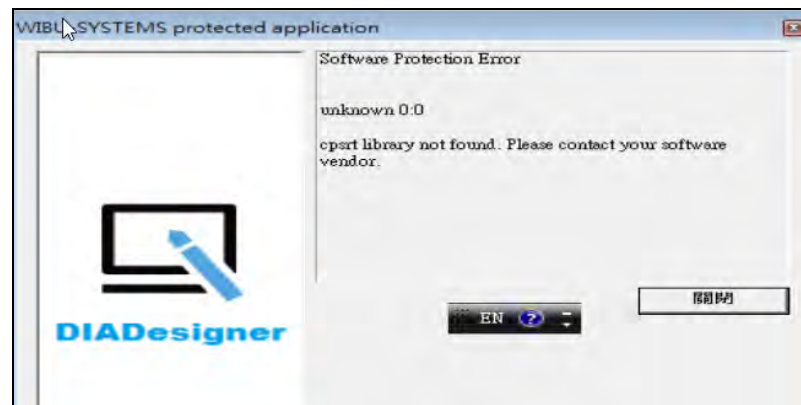 WIBU-SYSTEMS protected application
Software Protection Error
unknown 0:0
cpsrt library not found. Please contact your software
vendor.
DIADesigner
EN
關閉